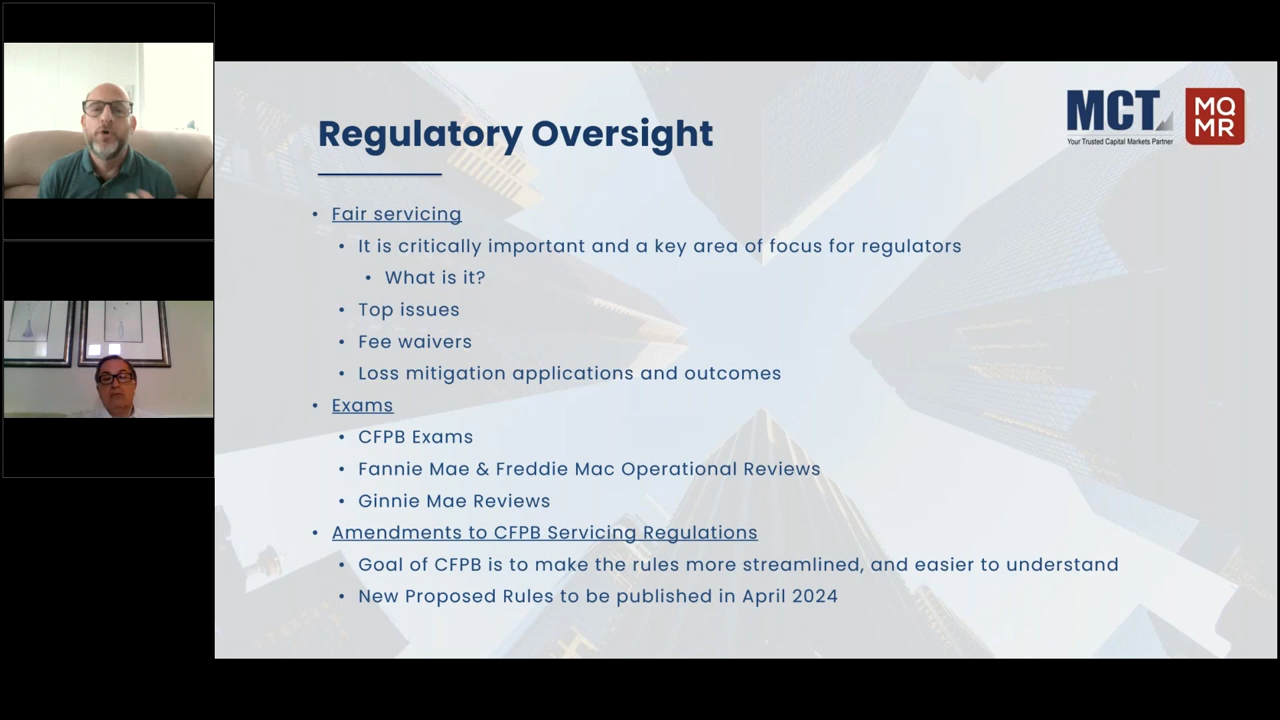 Regulatory Oversight
MCT
Your Trusted Capital Markets Partner
MQ
MR
• Fair servicing
• It is critically important and a key area of focus for regulators
• What is it?
• Top issues
• Fee waivers
• Loss mitigation applications and outcomes
• Exams
• CFPB Exams
• Fannie Mae & Freddie Mac Operational Reviews
• Ginnie Mae Reviews
• Amendments to CFPB Servicing Regulations
• Goal of CFPB is to make the rules more streamlined, and easier to understand
• New Proposed Rules to be published in April 2024